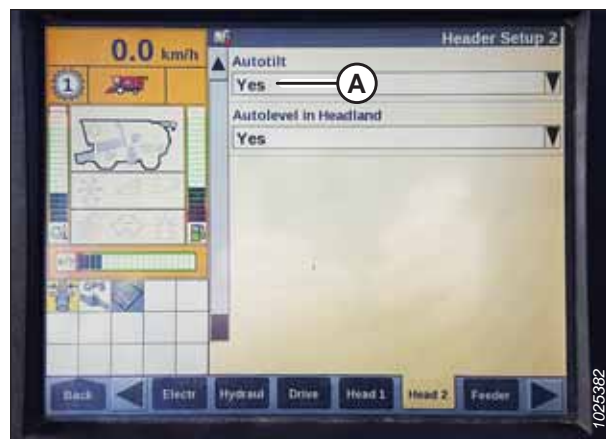 0.0 km/h
Header Setup 2
1
Autotilt
Yes
A
Autolevel in Headland
Yes
Back
Electr
Hydraul
Drive
Head 1
Head 2
Feeder
1025382